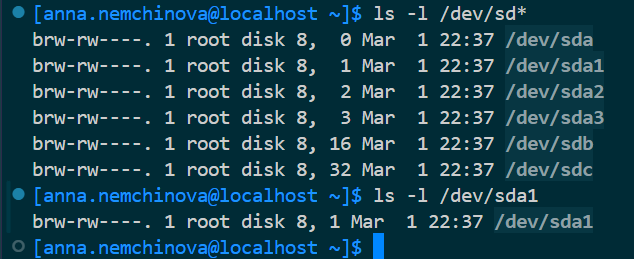 [anna.nemchinova@localhost ~]$ ls -l /dev/sd*
brw-rw----. 1 root disk 8,  0 Mar  1 22:37 /dev/sda
brw-rw----. 1 root disk 8,  1 Mar  1 22:37 /dev/sda1
brw-rw----. 1 root disk 8,  2 Mar  1 22:37 /dev/sda2
brw-rw----. 1 root disk 8,  3 Mar  1 22:37 /dev/sda3
brw-rw----. 1 root disk 8, 16 Mar  1 22:37 /dev/sdb
brw-rw----. 1 root disk 8, 32 Mar  1 22:37 /dev/sdc
[anna.nemchinova@localhost ~]$ ls -l /dev/sda1
brw-rw----. 1 root disk 8, 1 Mar  1 22:37 /dev/sda1
[anna.nemchinova@localhost ~]$